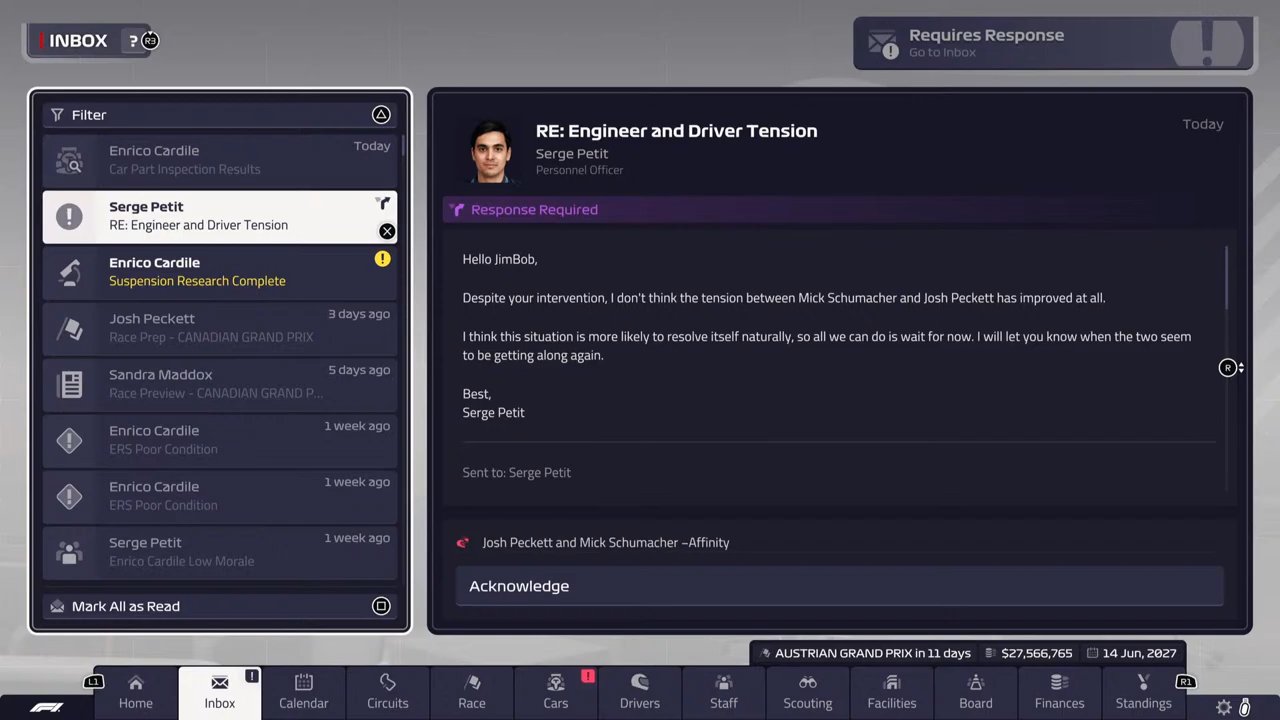 INBOX
?
R3
Requires Response
Go to Inbox
Filter
Enrico Cardile
Today
Car Part Inspection Results
Serge Petit
RE: Engineer and Driver Tension
Enrico Cardile
Suspension Research Complete
Josh Peckett
3 days ago
Race Prep - CANADIAN GRAND PRIX
Sandra Maddox
5 days ago
Race Preview - CANADIAN GRAND P...
Enrico Cardile
1 week ago
ERS Poor Condition
Enrico Cardile
1 week ago
ERS Poor Condition
Serge Petit
1 week ago
Enrico Cardile Low Morale
Mark All as Read
RE: Engineer and Driver Tension
Today
Serge Petit
Personnel Officer
Response Required
Hello JimBob,
Despite your intervention, I don't think the tension between Mick Schumacher and Josh Peckett has improved at all.
I think this situation is more likely to resolve itself naturally, so all we can do is wait for now. I will let you know when the two seem
to be getting along again.
R
Best,
Serge Petit
Sent to: Serge Petit
Josh Peckett and Mick Schumacher –Affinity
Acknowledge
AUSTRIAN GRAND PRIX in 11 days
$27,566,765
14 Jun, 2027
L1
R1
Home
Inbox
Calendar
Circuits
Race
Cars
Drivers
Staff
Scouting
Facilities
Board
Finances
Standings